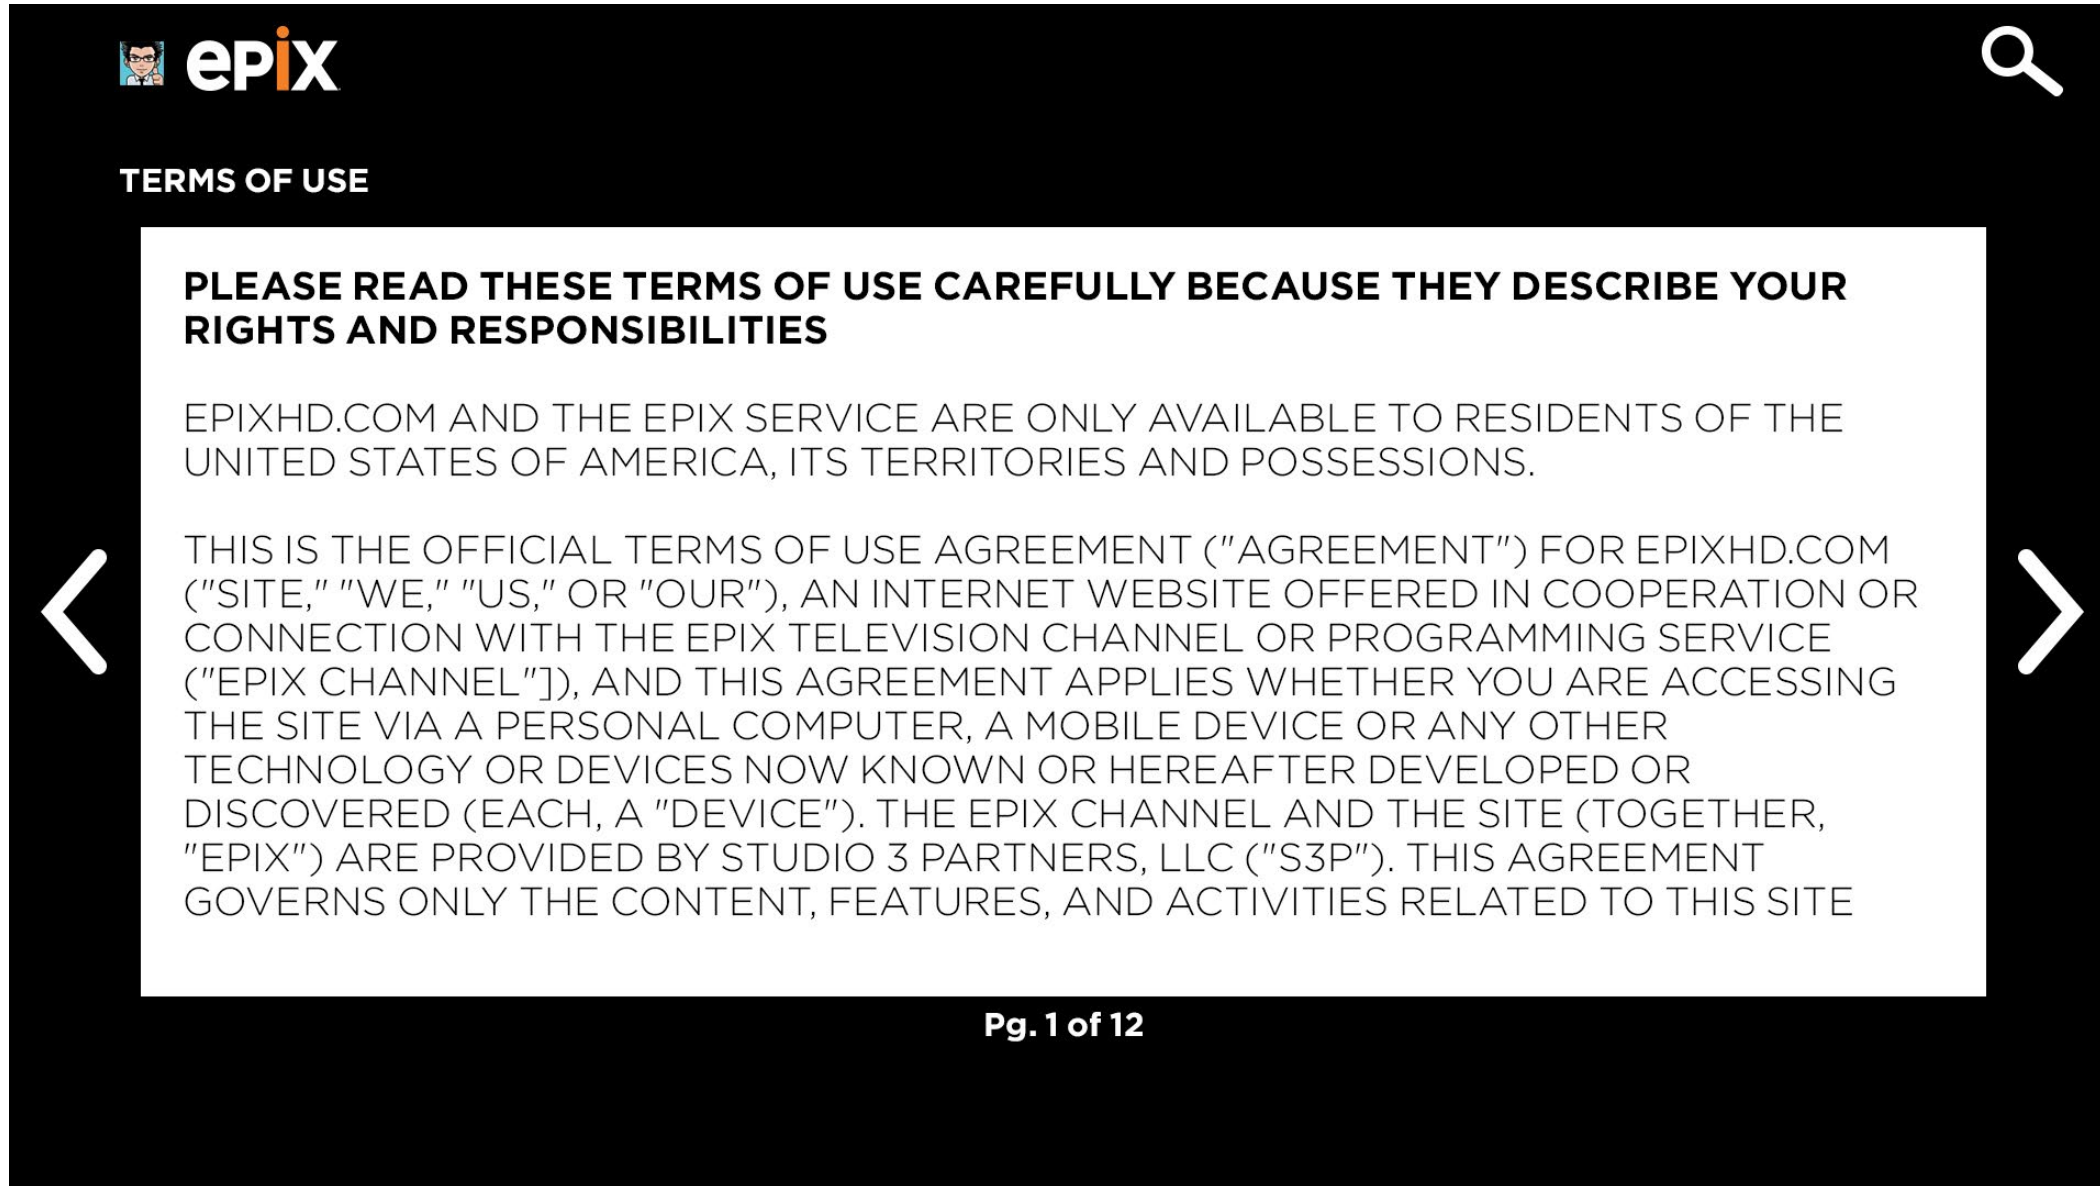 epix
TERMS OF USE
PLEASE READ THESE TERMS OF USE CAREFULLY BECAUSE THEY DESCRIBE YOUR
RIGHTS AND RESPONSIBILITIES
EPIXHD.COM AND THE EPIX SERVICE ARE ONLY AVAILABLE TO RESIDENTS OF THE
UNITED STATES OF AMERICA, ITS TERRITORIES AND POSSESSIONS.
THIS IS THE OFFICIAL TERMS OF USE AGREEMENT ("AGREEMENT") FOR EPIXHD.COM
("SITE," "WE," "US," OR "OUR"), AN INTERNET WEBSITE OFFERED IN COOPERATION OR
CONNECTION WITH THE EPIX TELEVISION CHANNEL OR PROGRAMMING SERVICE
("EPIX CHANNEL"]), AND THIS AGREEMENT APPLIES WHETHER YOU ARE ACCESSING
THE SITE VIA A PERSONAL COMPUTER, A MOBILE DEVICE OR ANY OTHER
TECHNOLOGY OR DEVICES NOW KNOWN OR HEREAFTER DEVELOPED OR
DISCOVERED (EACH, A "DEVICE"). THE EPIX CHANNEL AND THE SITE (TOGETHER,
"EPIX") ARE PROVIDED BY STUDIO 3 PARTNERS, LLC ("S3P"). THIS AGREEMENT
GOVERNS ONLY THE CONTENT, FEATURES, AND ACTIVITIES RELATED TO THIS SITE
Pg. 1 of 12